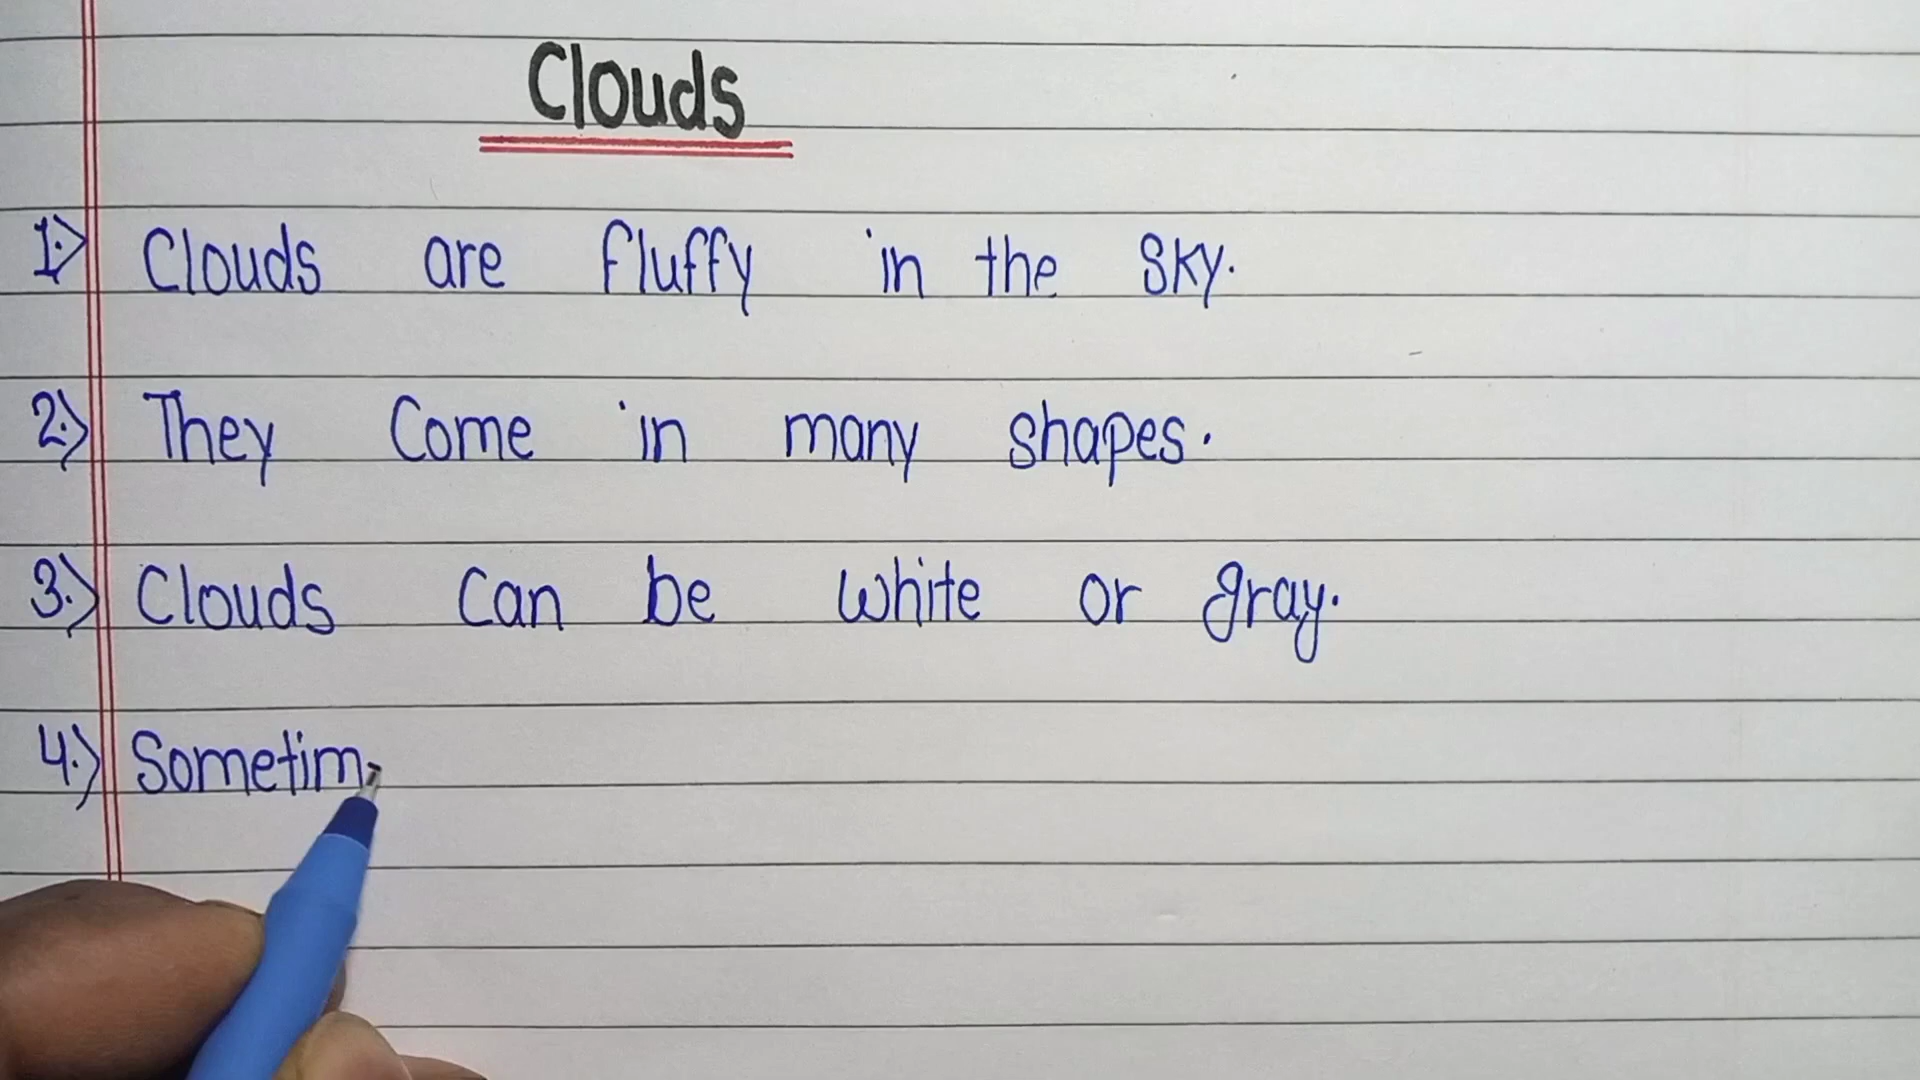 Clouds
1.) Clouds are fluffy in the sky.
2.) They Come in many shapes.
3.) Clouds Can be white or gray.
4.) Sometim